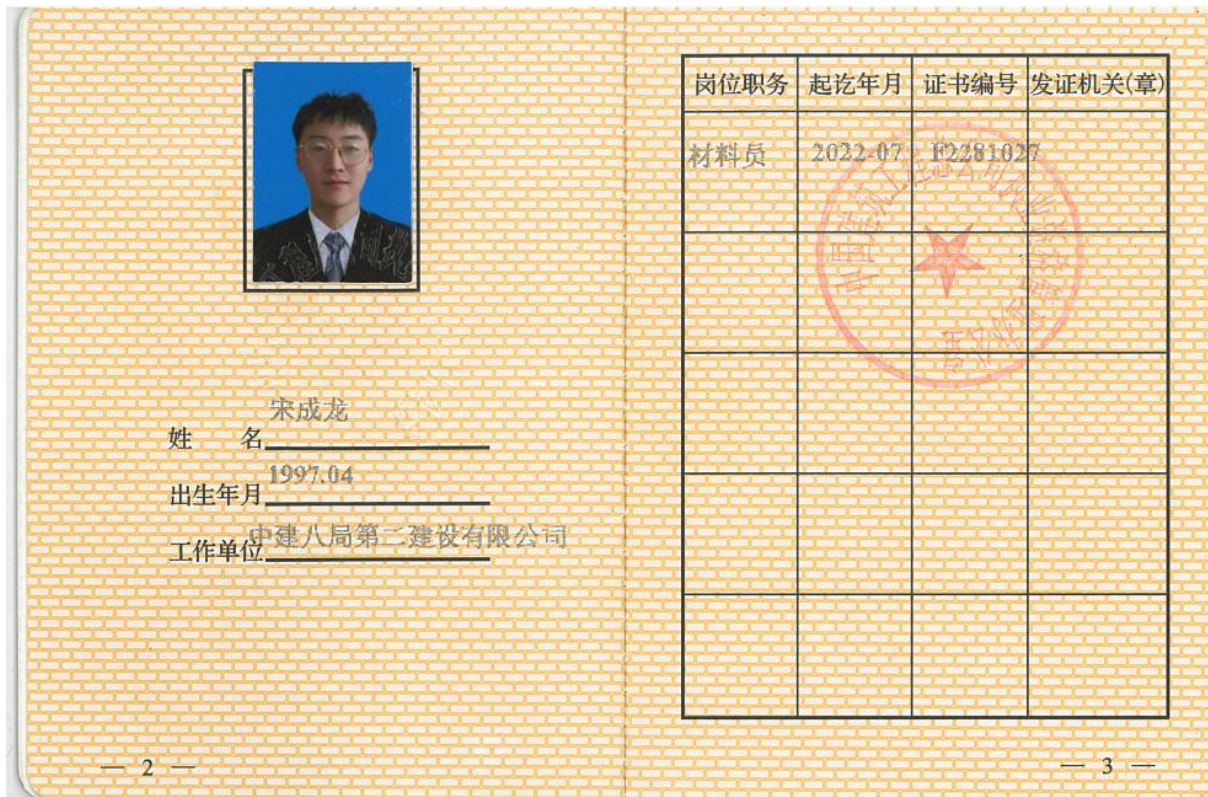 宋成龙
姓 名
1997.04
出生年月
中建八局第二建设有限公司
工作单位
— 2 —
岗位职务 起讫年月 证书编号 发证机关(章)
材料员 2022-07 F2281027
— 3 —